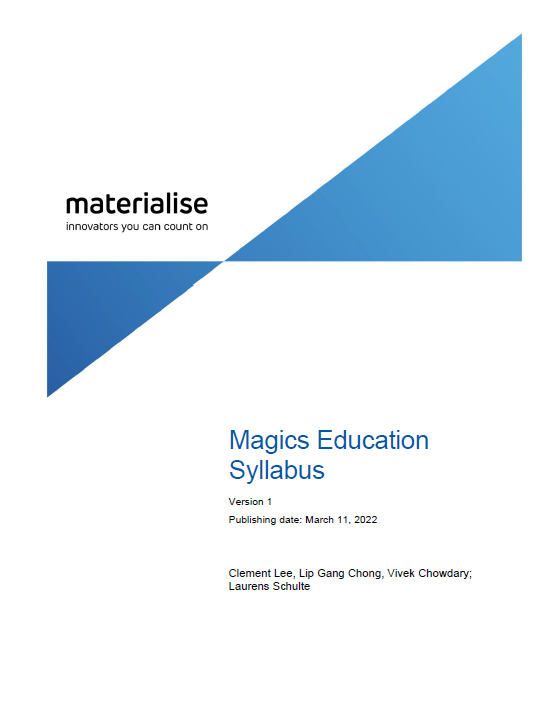 materialise
innovators you can count on
Magics Education
Syllabus
Version 1
Publishing date: March 11, 2022
Clement Lee, Lip Gang Chong, Vivek Chowdary;
Laurens Schulte